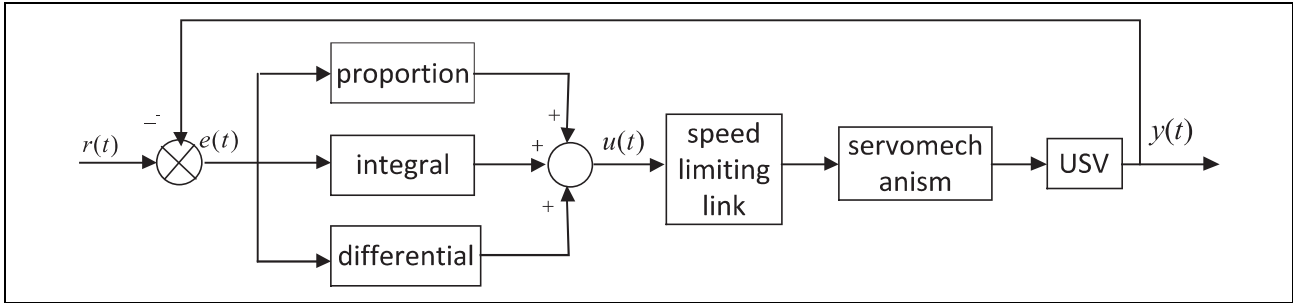 proportion
+
− -
r(t)
e(t)
integral
+
u(t)
speed
limiting
link
servomech
anism
USV
y(t)
+
differential